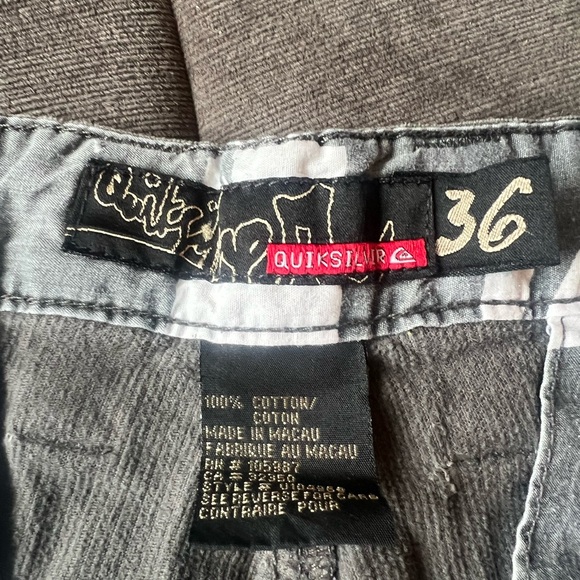 Quiksilver
36
QUIKSILVER
100% COTTON/
COTON
MADE IN MACAU
FABRIQUE AU MACAU
RN # 105987
CA # 32350
SEE REVERSE FOR CARE
CONTRAIRE POUR